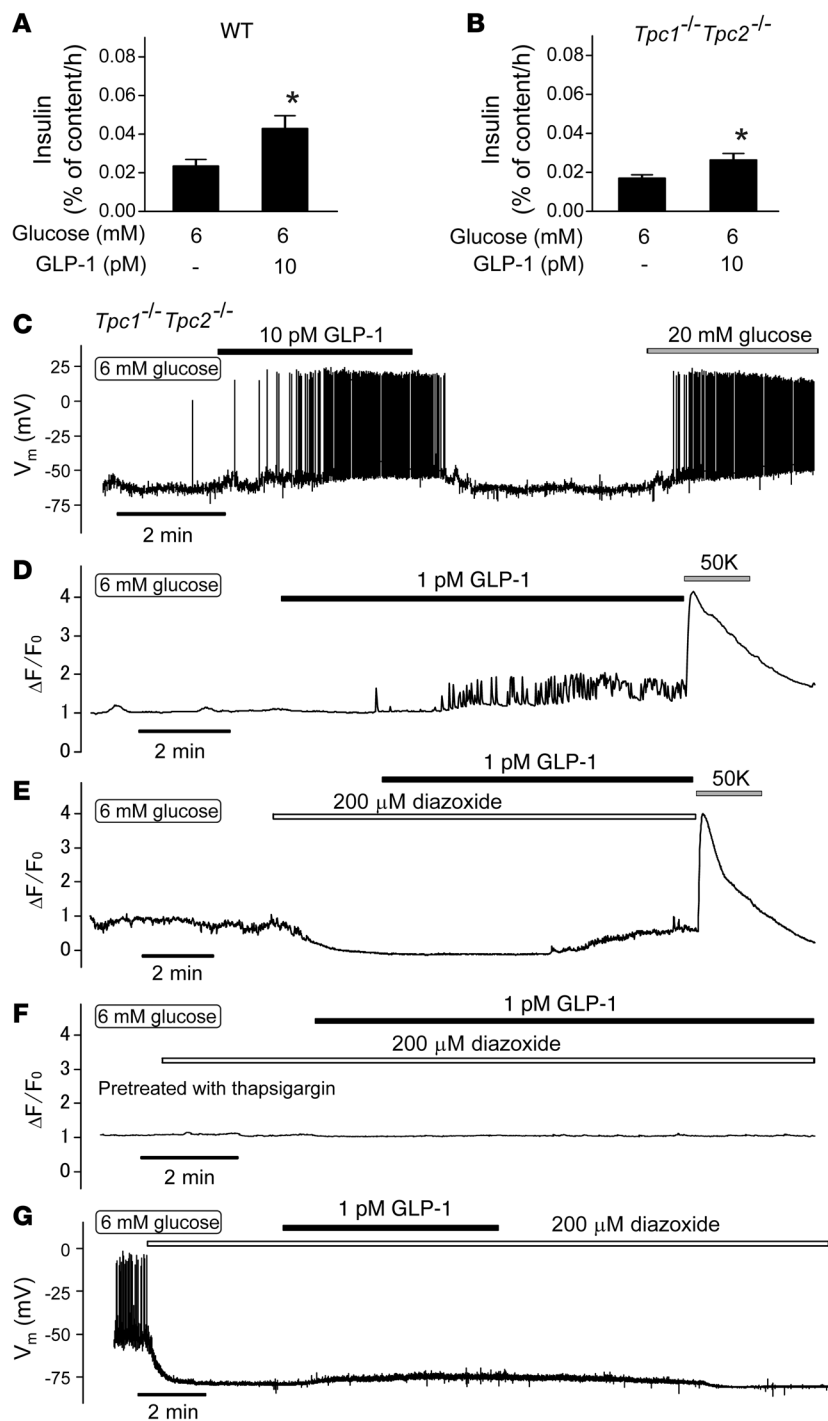 A
WT
Insulin
(% of content/h)
0.08
0.06
0.04
0.02
0.00
*
Glucose (mM)
6
6
GLP-1 (pM)
-
10
B
Tpc1-/-Tpc2-/-
Insulin
(% of content/h)
0.08
0.06
0.04
0.02
0.00
*
Glucose (mM)
6
6
GLP-1 (pM)
-
10
C
Tpc1-/-Tpc2-/-
10 pM GLP-1
20 mM glucose
6 mM glucose
Vm (mV)
25
0
-25
-50
-75
2 min
D
6 mM glucose
1 pM GLP-1
50K
ΔF/F0
4
3
2
1
0
2 min
E
1 pM GLP-1
50K
6 mM glucose
200 μM diazoxide
ΔF/F0
4
3
2
1
0
2 min
F
6 mM glucose
1 pM GLP-1
200 μM diazoxide
Pretreated with thapsigargin
ΔF/F0
4
3
2
1
0
2 min
G
6 mM glucose
1 pM GLP-1
200 μM diazoxide
Vm (mV)
0
-25
-50
-75
2 min